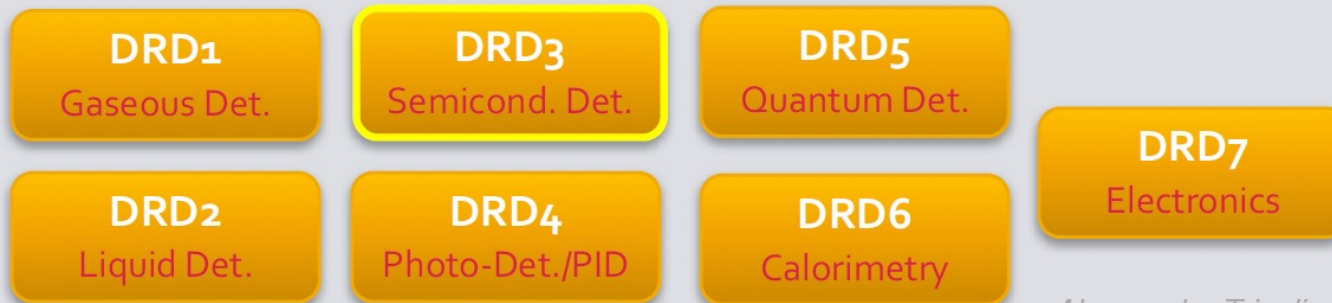 DRD1
Gaseous Det.
DRD3
Semicond. Det.
DRD5
Quantum Det.
DRD7
Electronics
DRD2
Liquid Det.
DRD4
Photo-Det./PID
DRD6
Calorimetry